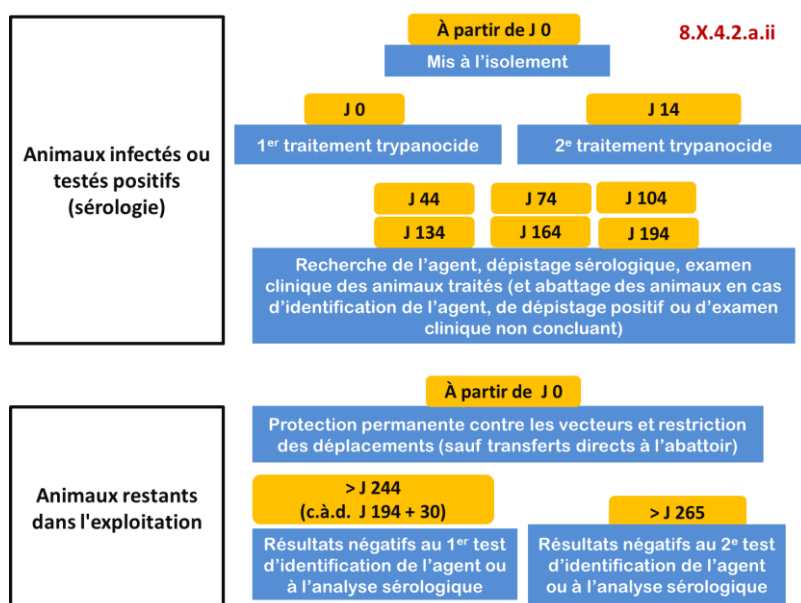 À partir de J 0
8.X.4.2.a.ii
Mis à l'isolement
Animaux infectés ou
testés positifs
(sérologie)
J 0
J 14
1er traitement trypanocide
2e traitement trypanocide
J 44
J 74
J 104
J 134
J 164
J 194
Recherche de l'agent, dépistage sérologique, examen
clinique des animaux traités (et abattage des animaux en cas
d'identification de l'agent, de dépistage positif ou d'examen
clinique non concluant)
Animaux restants
dans l'exploitation
À partir de J 0
Protection permanente contre les vecteurs et restriction
des déplacements (sauf transferts directs à l'abattoir)
> J 244
(c.à.d. J 194 + 30)
Résultats négatifs au 1er test
d'identification de l'agent ou
à l'analyse sérologique
> J 265
Résultats négatifs au 2e test
d'identification de l'agent
ou à l'analyse sérologique